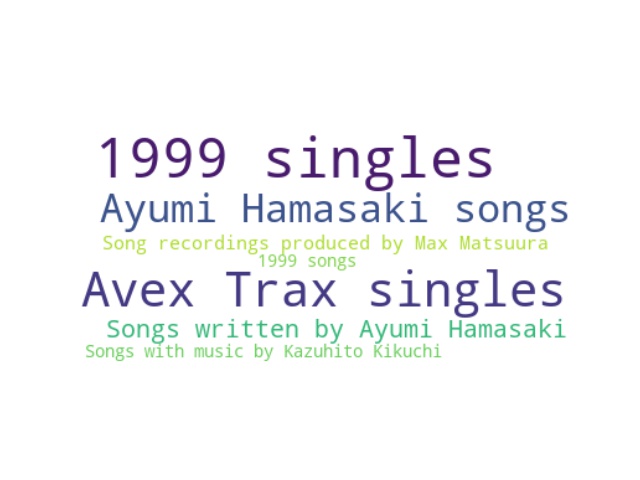 1999 singles
Ayumi Hamasaki songs
Song recordings produced by Max Matsuura
1999 songs
Avex Trax singles
Songs written by Ayumi Hamasaki
Songs with music by Kazuhito Kikuchi